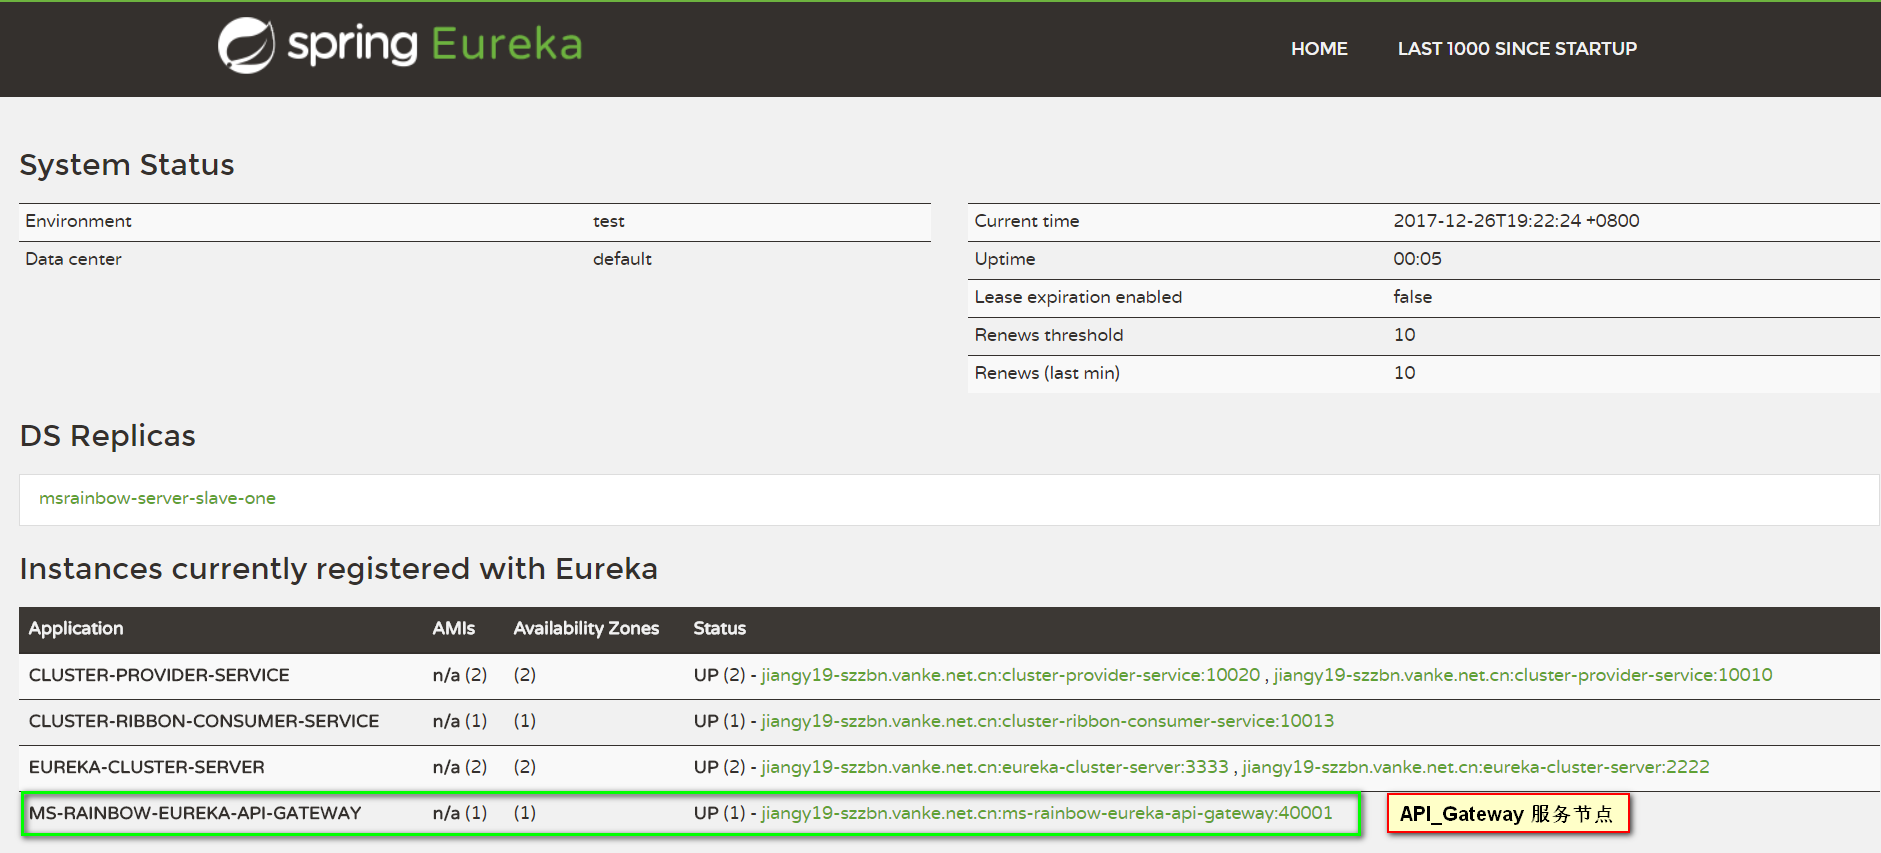 spring Eureka HOME LAST 1000 SINCE STARTUP
System Status
Environment test
Data center default
Current time 2017-12-26T19:22:24 +0800
Uptime 00:05
Lease expiration enabled false
Renews threshold 10
Renews (last min) 10
DS Replicas
msrainbow-server-slave-one
Instances currently registered with Eureka
Application AMIs Availability Zones Status
CLUSTER-PROVIDER-SERVICE n/a (2) (2) UP (2) - jiangy19-szzbn.vanke.net.cn:cluster-provider-service:10020 , jiangy19-szzbn.vanke.net.cn:cluster-provider-service:10010
CLUSTER-RIBBON-CONSUMER-SERVICE n/a (1) (1) UP (1) - jiangy19-szzbn.vanke.net.cn:cluster-ribbon-consumer-service:10013
EUREKA-CLUSTER-SERVER n/a (2) (2) UP (2) - jiangy19-szzbn.vanke.net.cn:eureka-cluster-server:3333 , jiangy19-szzbn.vanke.net.cn:eureka-cluster-server:2222
MS-RAINBOW-EUREKA-API-GATEWAY n/a (1) (1) UP (1) - jiangy19-szzbn.vanke.net.cn:ms-rainbow-eureka-api-gateway:40001 API_Gateway 服务节点